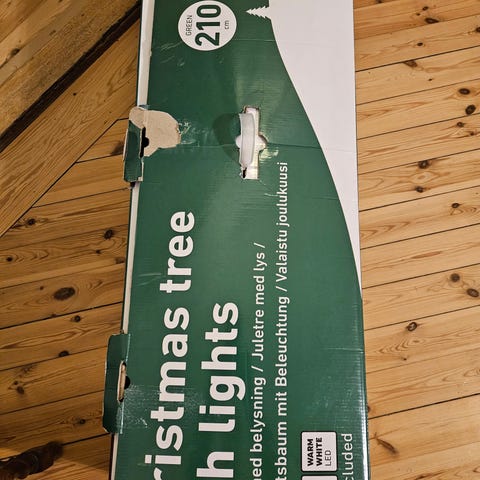 GREEN
210
cm
ristmas tree
h lights
ned belysning / Juletre med lys /
tsbaum mit Beleuchtung / Valaistu joulukuusi
WARM
WHITE
LED
cluded